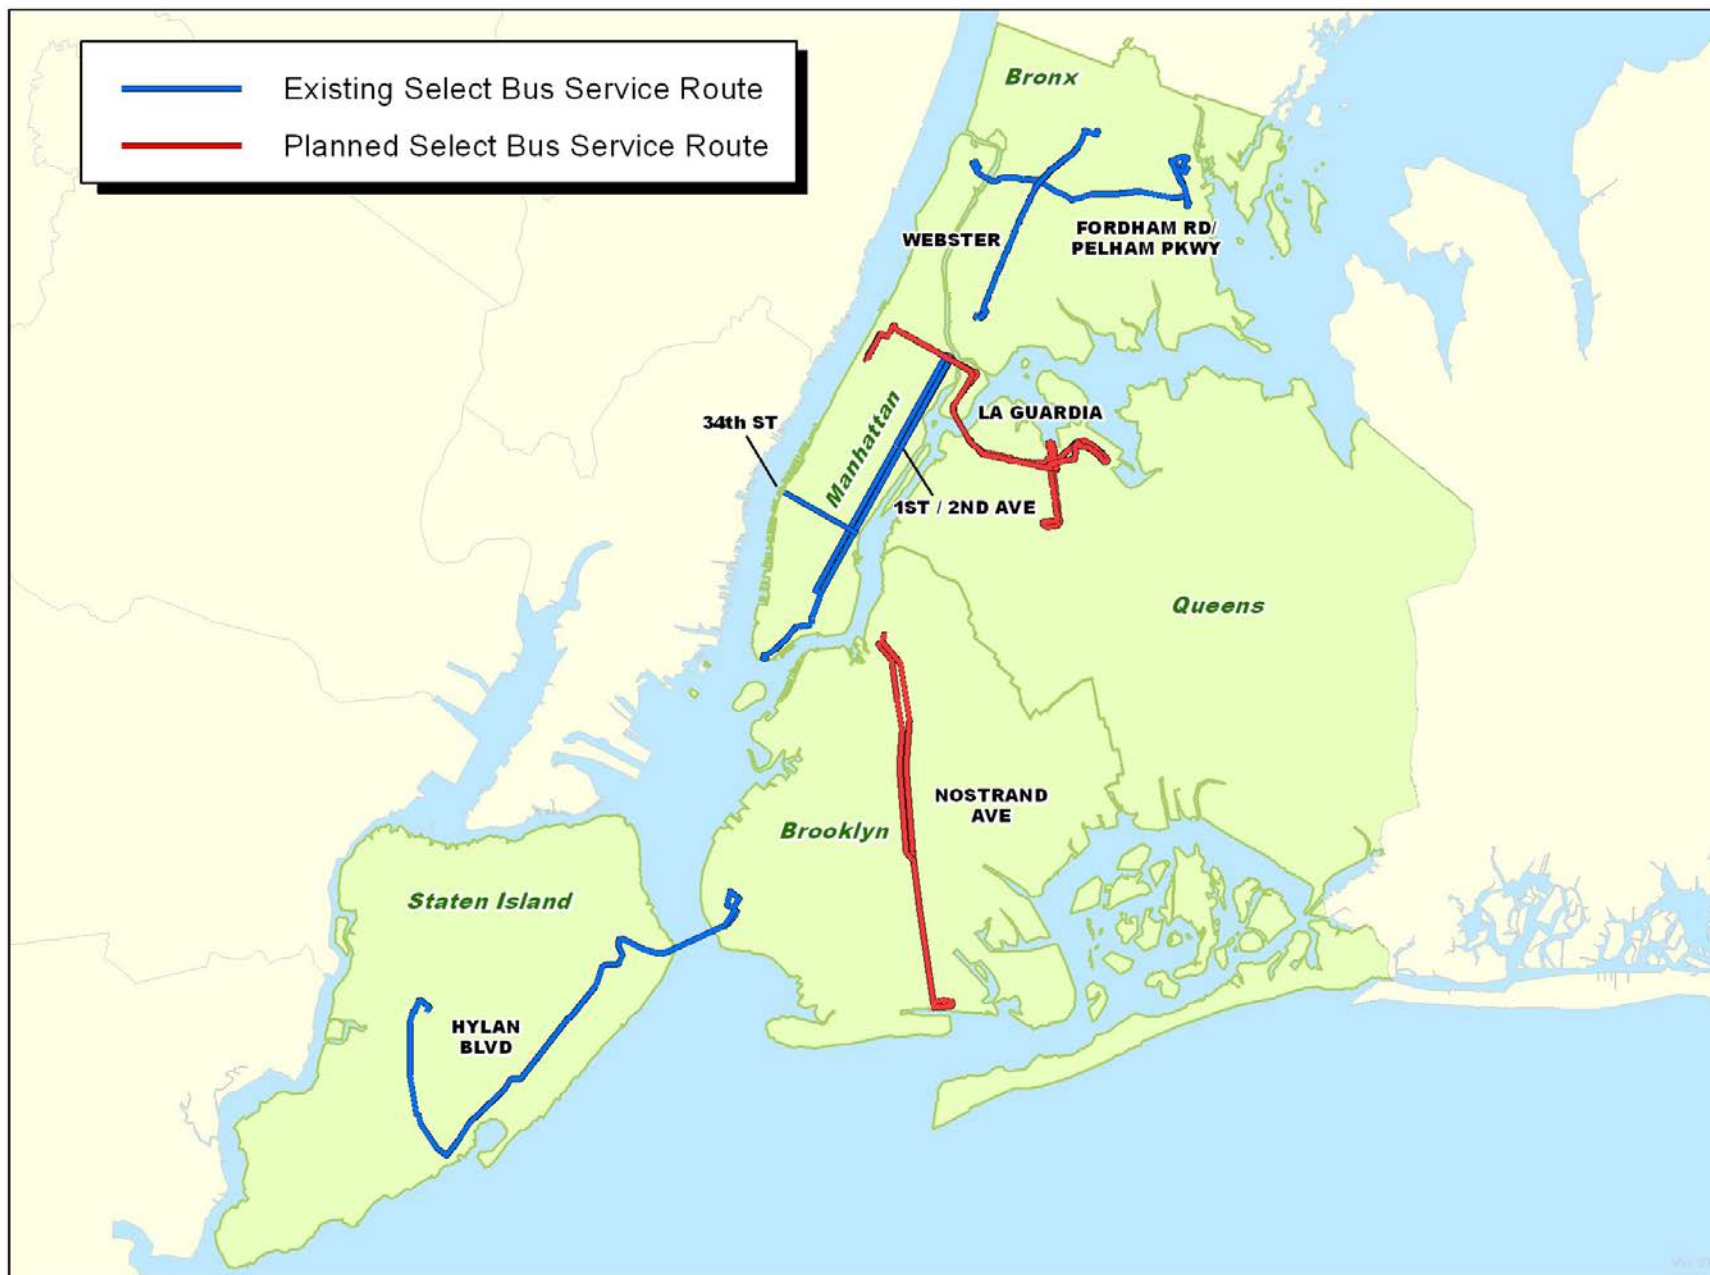 Existing Select Bus Service Route
Planned Select Bus Service Route
Bronx
WEBSTER
FORDHAM RD/
PELHAM PKWY
LA GUARDIA
34th ST
Manhattan
1ST / 2ND AVE
Queens
NOSTRAND
AVE
Brooklyn
Staten Island
HYLAN
BLVD